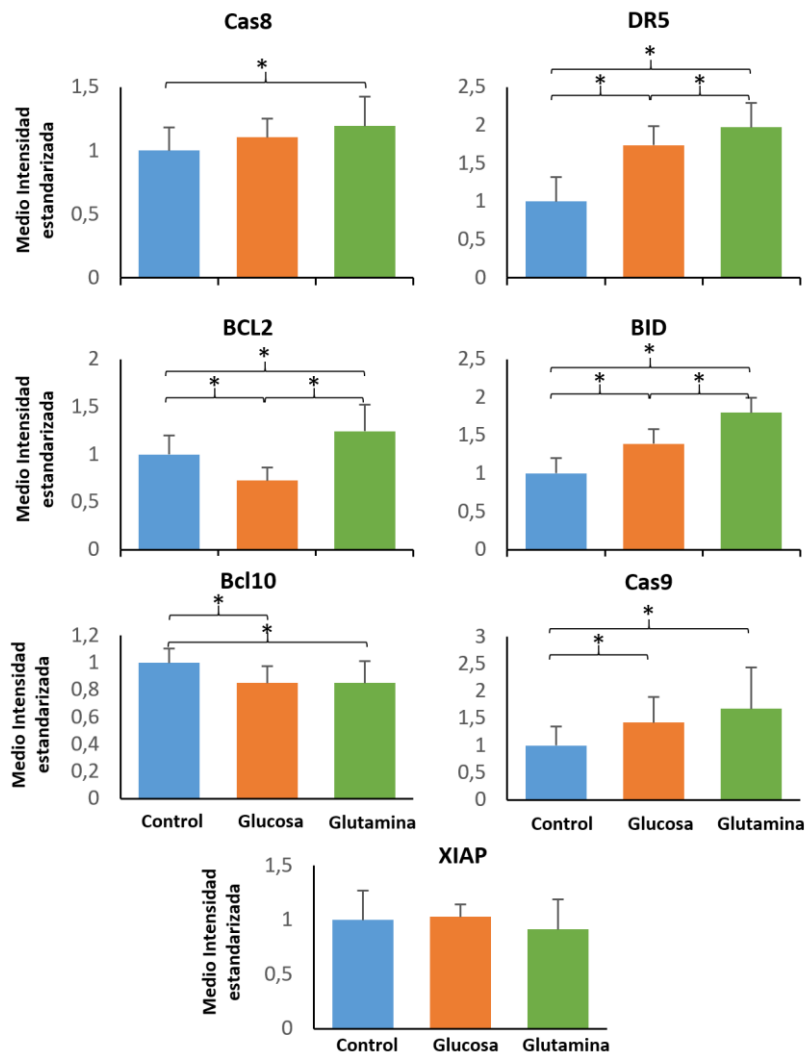 Cas8
Medio Intensidad
estandarizada
1,5
1
0,5
0
*
DR5
2,5
2
1,5
1
0,5
0
*
*
*
BCL2
Medio Intensidad
estandarizada
2
1,5
1
0,5
0
*
*
*
BID
2,5
2
1,5
1
0,5
0
*
*
*
Bcl10
Medio Intensidad
estandarizada
1,2
1
0,8
0,6
0,4
0,2
0
*
*
Control Glucosa Glutamina
Cas9
3
2,5
2
1,5
1
0,5
0
*
*
Control Glucosa Glutamina
XIAP
Medio Intensidad
estandarizada
1,5
1
0,5
0
Control Glucosa Glutamina